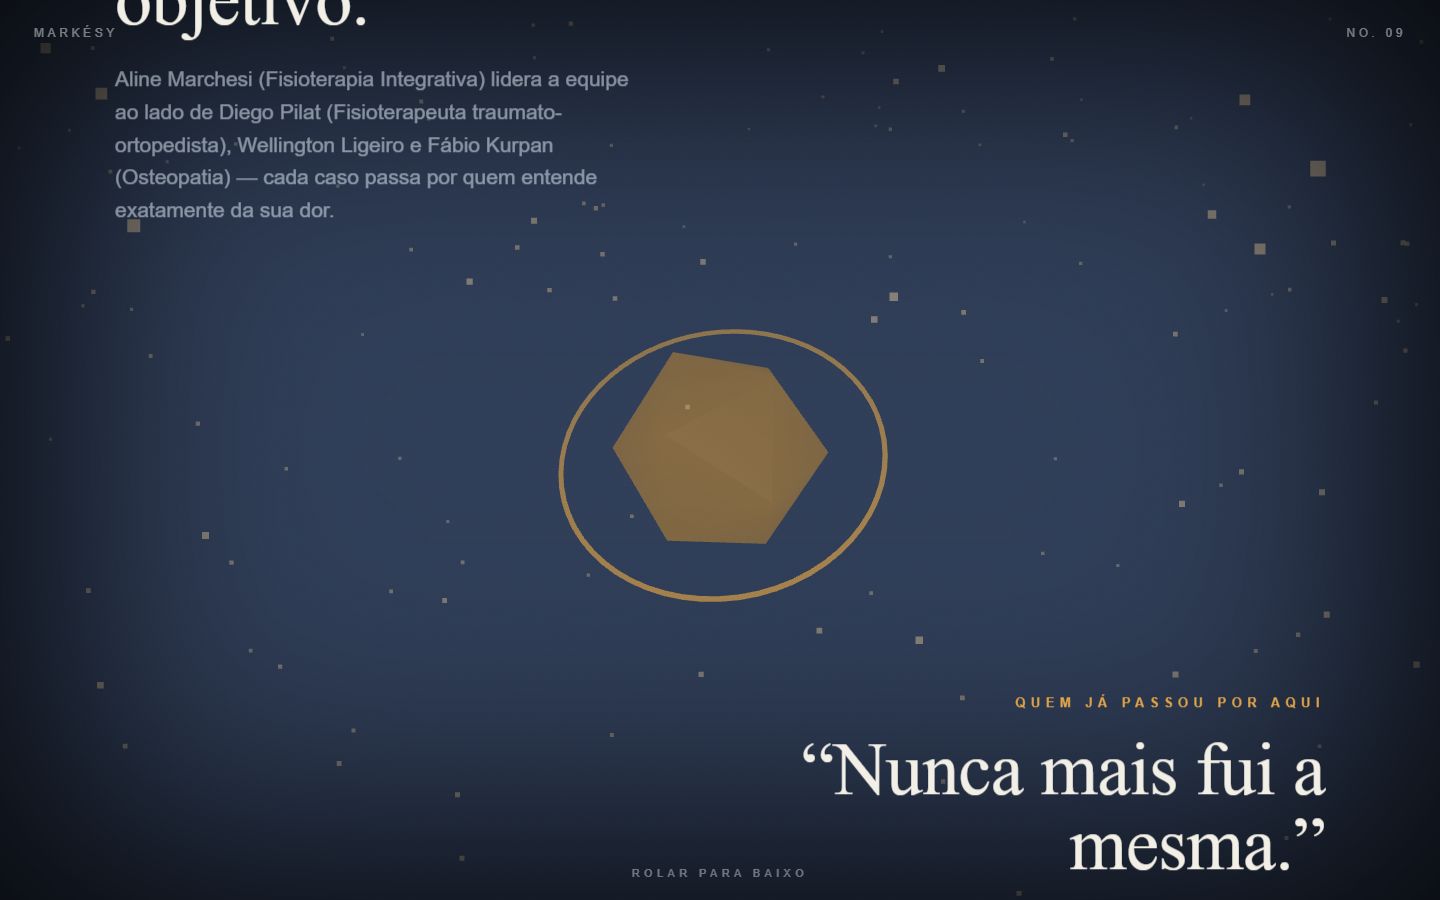 objetivo.
MARKÉSY
NO. 09
Aline Marchesi (Fisioterapia Integrativa) lidera a equipe
ao lado de Diego Pilat (Fisioterapeuta traumato-
ortopedista), Wellington Ligeiro e Fábio Kurpan
(Osteopatia) — cada caso passa por quem entende
exatamente da sua dor.
QUEM JÁ PASSOU POR AQUI
“Nunca mais fui a
mesma.”
ROLAR PARA BAIXO